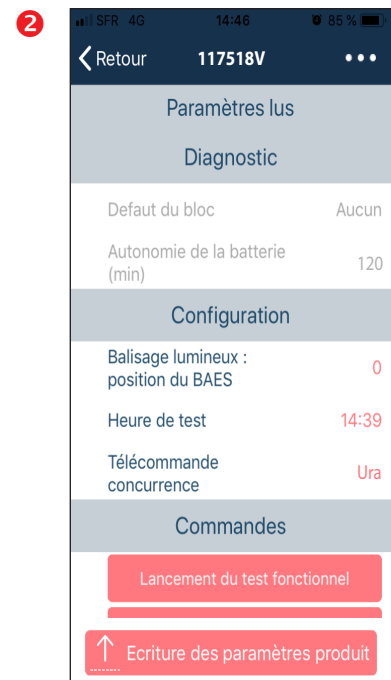 2
SFR 4G 14:46 85 %
Retour 117518V •••
Paramètres lus
Diagnostic
Defaut du bloc Aucun
Autonomie de la batterie
(min) 120
Configuration
Balisage lumineux :
position du BAES 0
Heure de test 14:39
Télécommande
concurrence Ura
Commandes
Lancement du test fonctionnel
Ecriture des paramètres produit